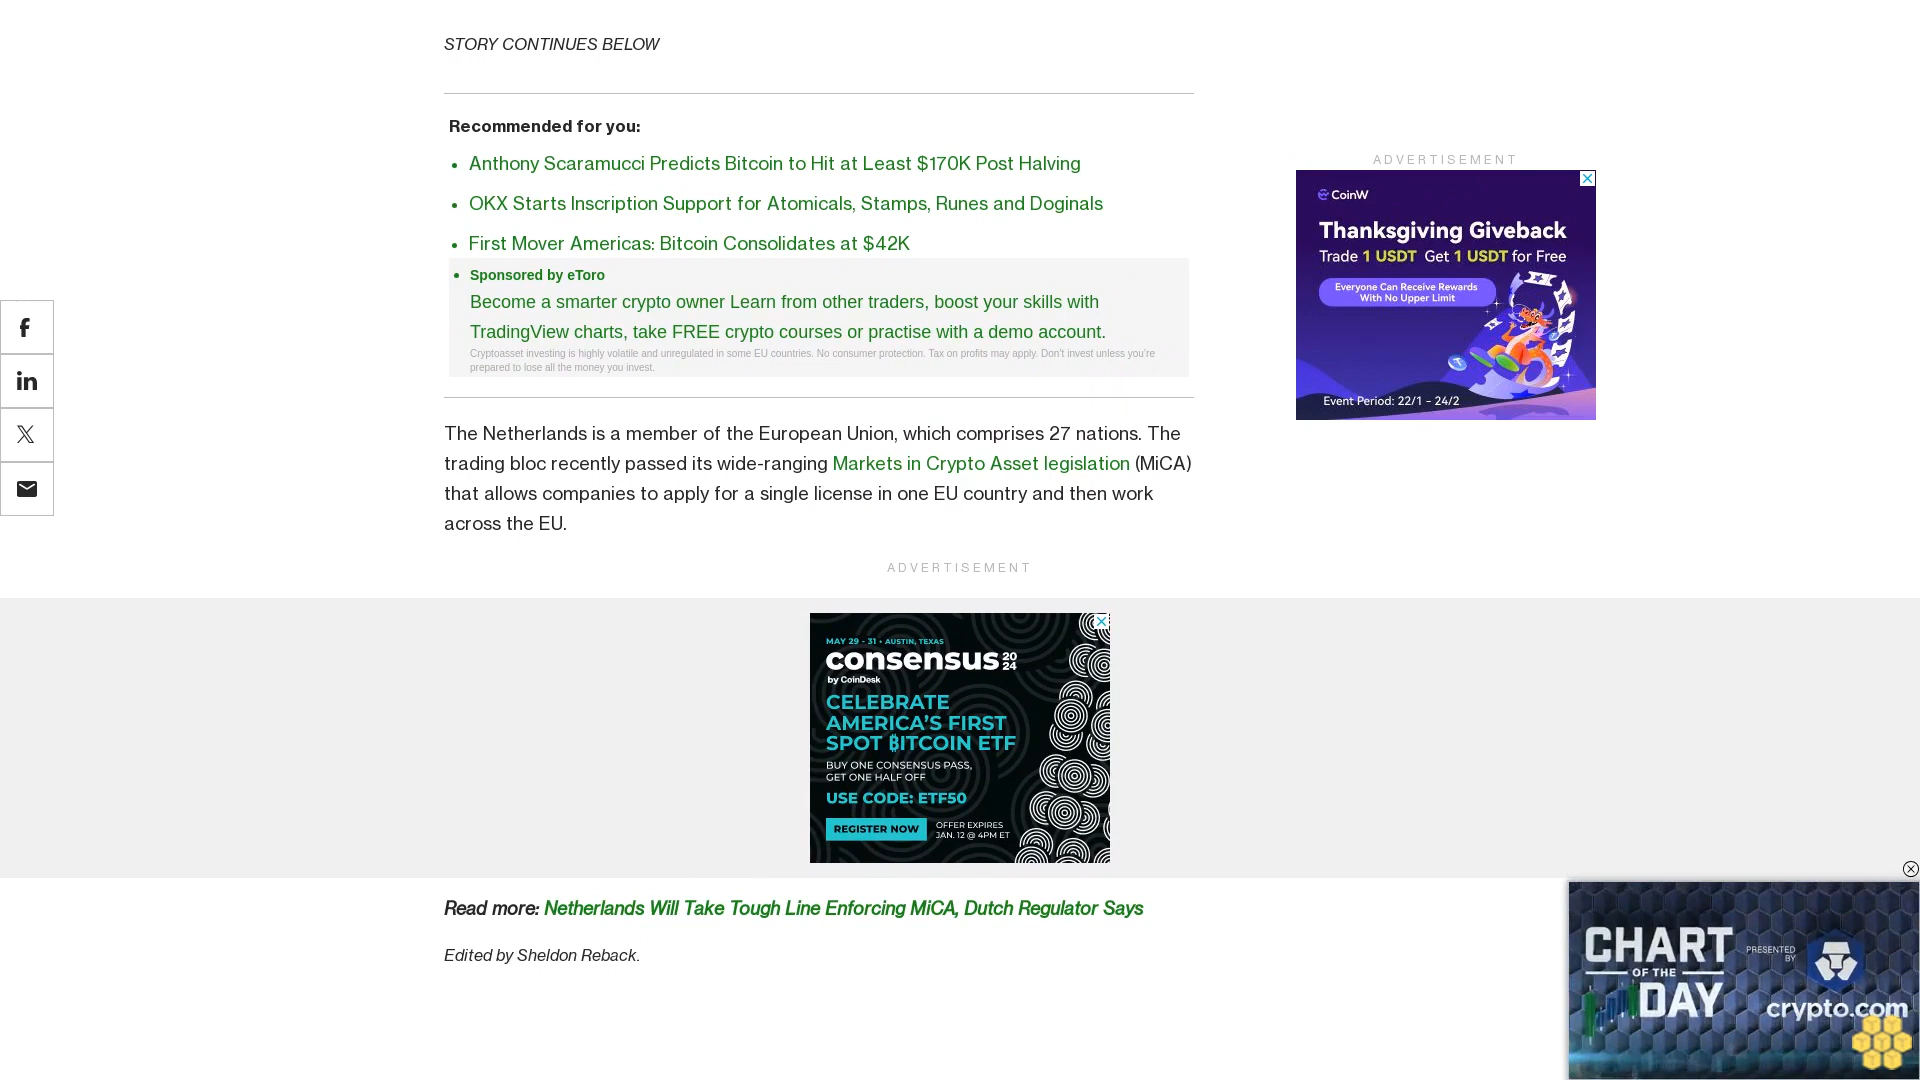 STORY CONTINUES BELOW
Recommended for you:
Anthony Scaramucci Predicts Bitcoin to Hit at Least $170K Post Halving
OKX Starts Inscription Support for Atomicals, Stamps, Runes and Doginals
First Mover Americas: Bitcoin Consolidates at $42K
Sponsored by eToro
Become a smarter crypto owner Learn from other traders, boost your skills with
TradingView charts, take FREE crypto courses or practise with a demo account.
Cryptoasset investing is highly volatile and unregulated in some EU countries. No consumer protection. Tax on profits may apply. Don't invest unless you're
prepared to lose all the money you invest.
The Netherlands is a member of the European Union, which comprises 27 nations. The
trading bloc recently passed its wide-ranging Markets in Crypto Asset legislation (MiCA)
that allows companies to apply for a single license in one EU country and then work
across the EU.
ADVERTISEMENT
CoinW
Thanksgiving Giveback
Trade 1 USDT Get 1 USDT for Free
Everyone Can Receive Rewards
With No Upper Limit
Event Period: 22/1 - 24/2
ADVERTISEMENT
MAY 29 - 31 • AUSTIN, TEXAS
consensus 2024
by CoinDesk
CELEBRATE
AMERICA'S FIRST
SPOT ₿ITCOIN ETF
BUY ONE CONSENSUS PASS,
GET ONE HALF OFF
USE CODE: ETF50
REGISTER NOW
OFFER EXPIRES
JAN. 12 @ 4PM ET
Read more: Netherlands Will Take Tough Line Enforcing MiCA, Dutch Regulator Says
Edited by Sheldon Reback.
CHART
OF THE
DAY
PRESENTED
BY
crypto.com